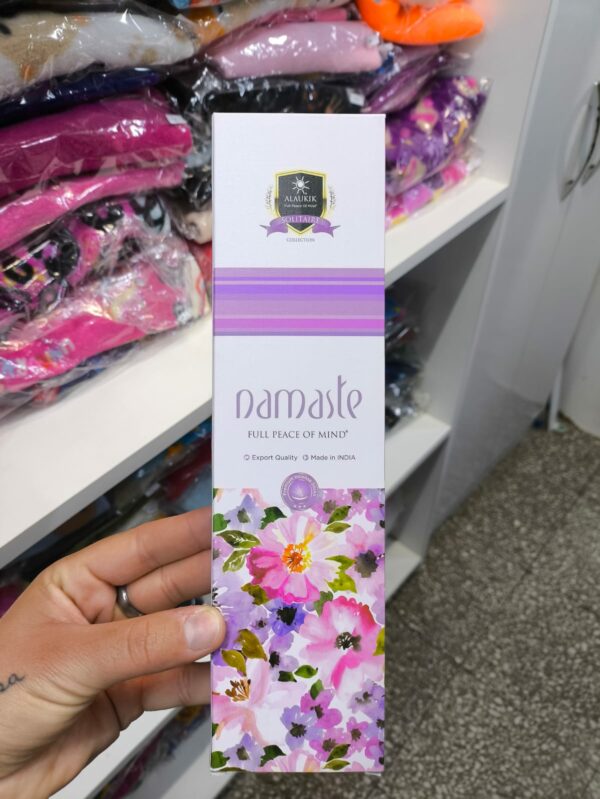 ALAUKIK
Full Peace Of Mind
SOLITAIRE
COLLECTION
namaste
FULL PEACE OF MIND®
Export Quality Made in INDIA